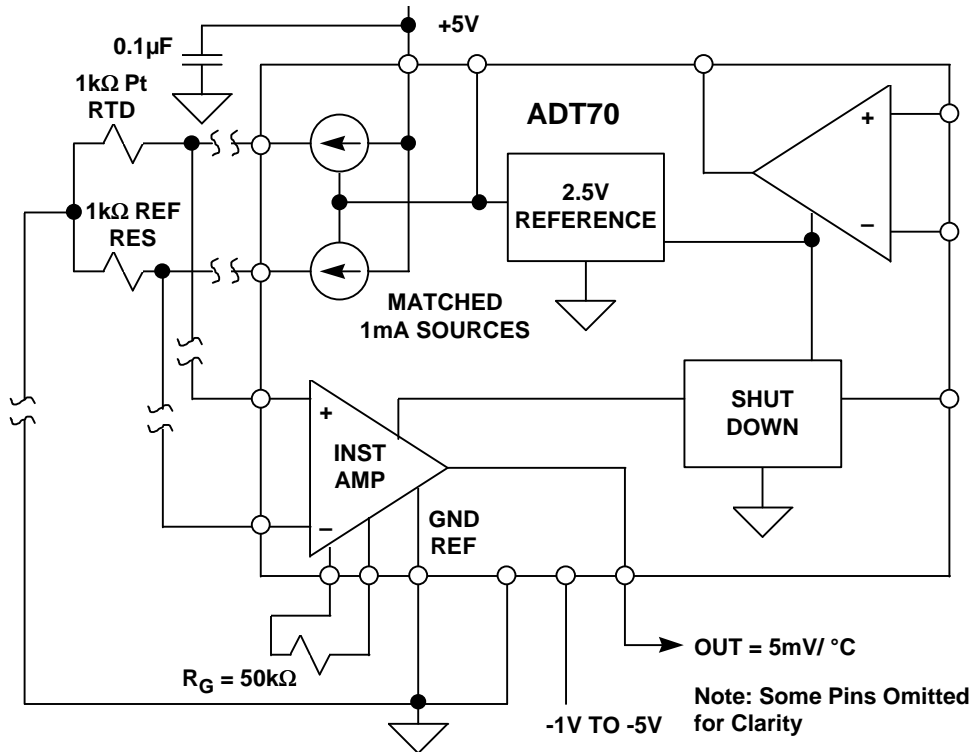 +5V
0.1µF
1kΩ Pt
RTD
ADT70
+
2.5V
REFERENCE
1kΩ REF
RES
−
MATCHED
1mA SOURCES
SHUT
DOWN
+
INST
AMP
−
GND
REF
RG = 50kΩ
OUT = 5mV/ °C
-1V TO -5V
Note: Some Pins Omitted
for Clarity